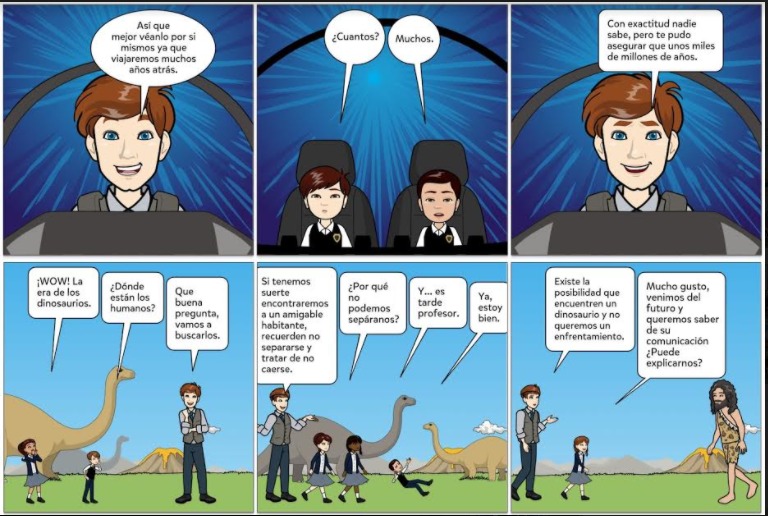 Así que
mejor véanlo por si
mismos ya que
viajaremos muchos
años atrás.
¿Cuantos?
Muchos.
Con exactitud nadie
sabe, pero te pudo
asegurar que unos miles
de millones de años.
¡WOW! La
era de los
dinosaurios.
¿Dónde
están los
humanos?
Que
buena
pregunta,
vamos a
buscarlos.
Si tenemos
suerte
encontraremos
a un amigable
habitante,
recuerden no
separarse y
tratar de no
caerse.
¿Por qué
no
podemos
sepáranos?
Y... es
tarde
profesor.
Ya,
estoy
bien.
Existe la
posibilidad que
encuentren un
dinosaurio y no
queremos un
enfrentamiento.
Mucho gusto,
venimos del
futuro y
queremos saber
de su
comunicación
¿Puede
explicarnos?